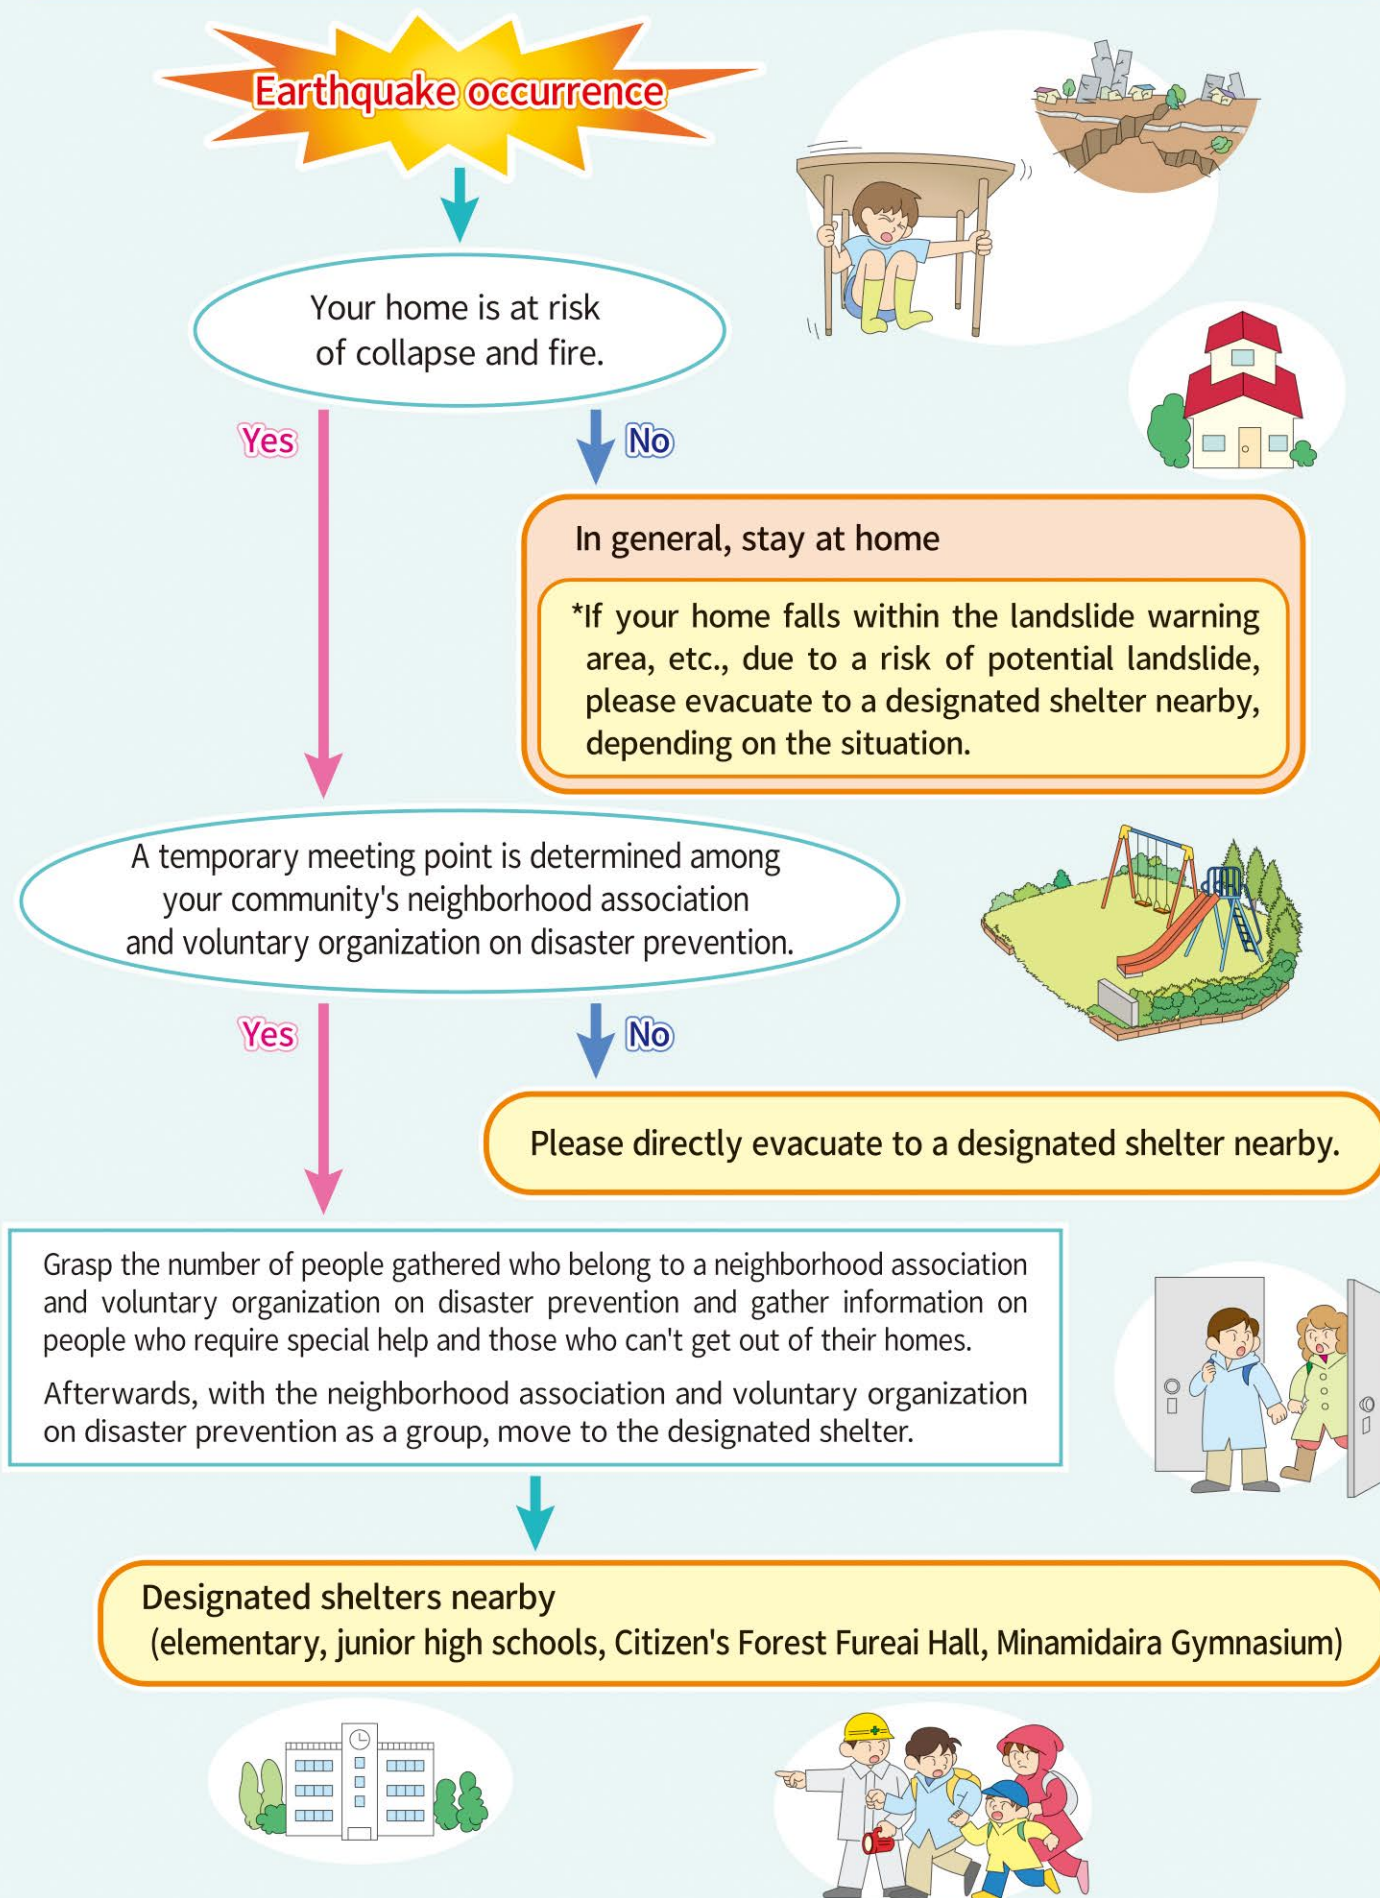 Earthquake occurrence
Your home is at risk
of collapse and fire.
Yes
No
In general, stay at home
*If your home falls within the landslide warning
area, etc., due to a risk of potential landslide,
please evacuate to a designated shelter nearby,
depending on the situation.
A temporary meeting point is determined among
your community's neighborhood association
and voluntary organization on disaster prevention.
Yes
No
Please directly evacuate to a designated shelter nearby.
Grasp the number of people gathered who belong to a neighborhood association
and voluntary organization on disaster prevention and gather information on
people who require special help and those who can't get out of their homes.
Afterwards, with the neighborhood association and voluntary organization
on disaster prevention as a group, move to the designated shelter.
Designated shelters nearby
(elementary, junior high schools, Citizen's Forest Fureai Hall, Minamidaira Gymnasium)